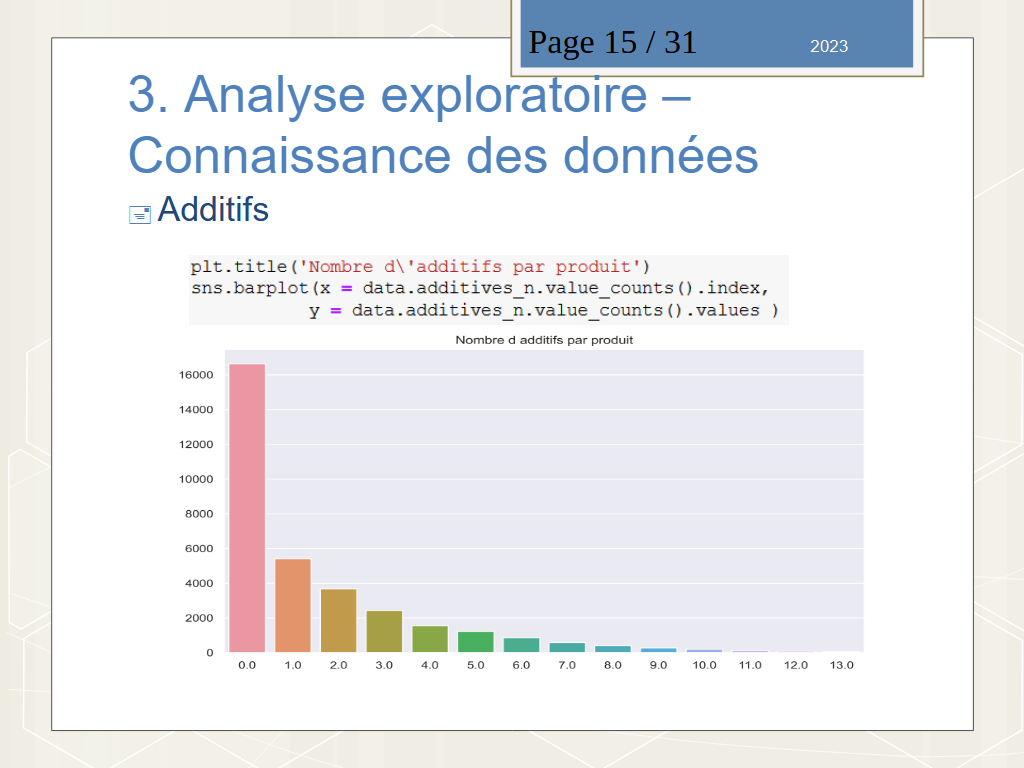 Page 15 / 31
2023
3. Analyse exploratoire –
Connaissance des données
Additifs
plt.title('Nombre d\'additifs par produit')
sns.barplot(x = data.additives_n.value_counts().index,
y = data.additives_n.value_counts().values )
Nombre d additifs par produit
16000
14000
12000
10000
8000
6000
4000
2000
0
0.0 1.0 2.0 3.0 4.0 5.0 6.0 7.0 8.0 9.0 10.0 11.0 12.0 13.0